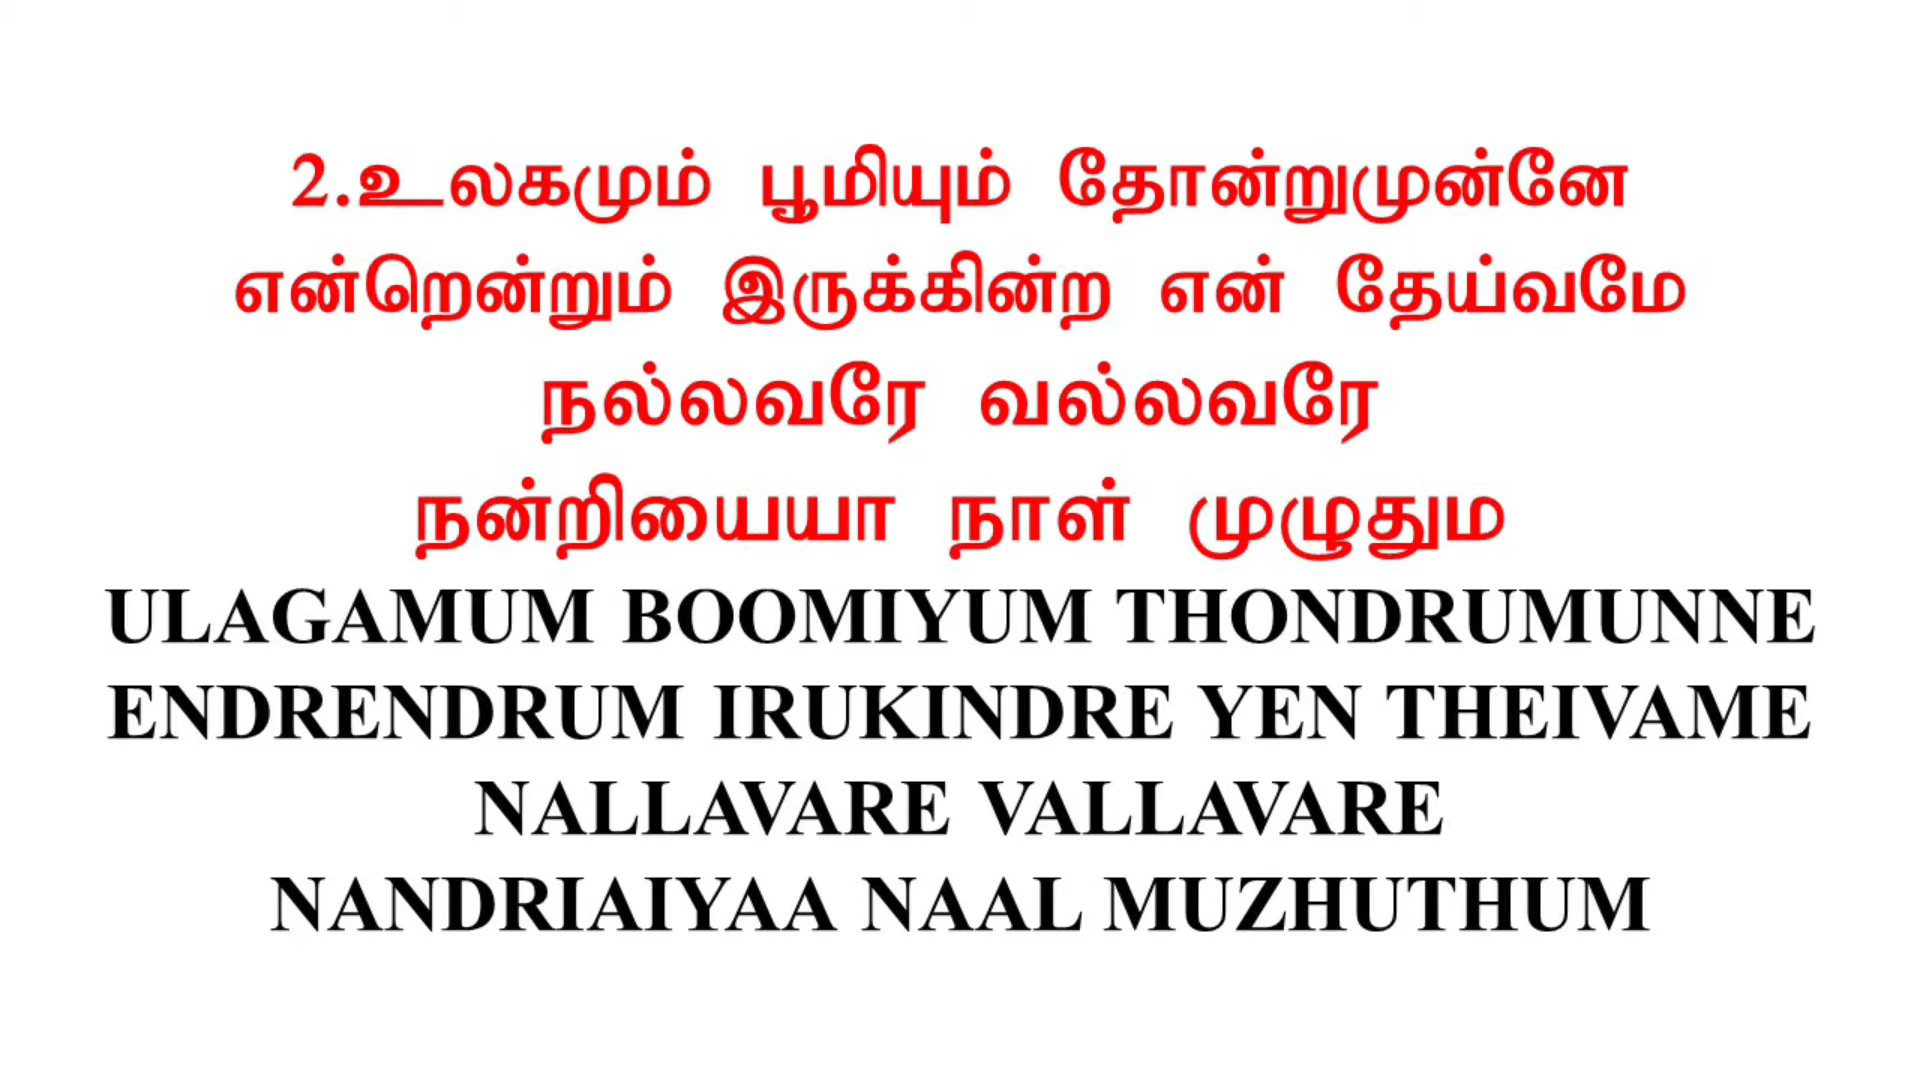 2.உலகமும் பூமியும் தோன்றுமுன்னே
என்றென்றும் இருக்கின்ற என் தேய்வமே
நல்லவரே வல்லவரே
நன்றியையா நாள் முழுதும
ULAGAMUM BOOMIYUM THONDRUMUNNE
ENDRENDRUM IRUKINDRE YEN THEIVAME
NALLAVARE VALLAVARE
NANDRIAIYAA NAAL MUZHUTHUM